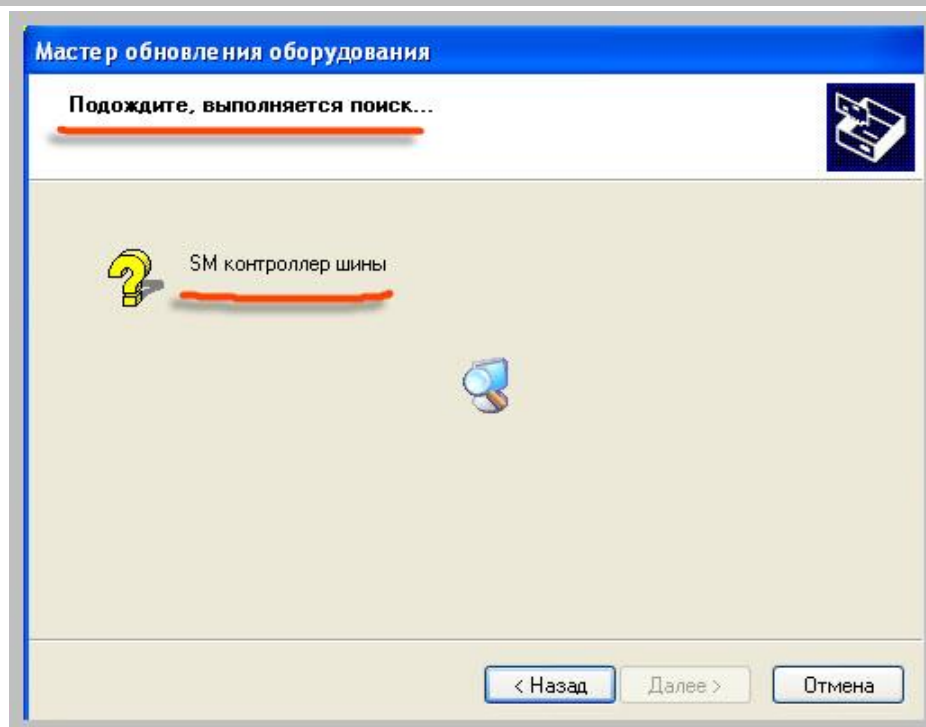 Мастер обновления оборудования
Подождите, выполняется поиск...
SM контроллер шины
< Назад
Далее >
Отмена